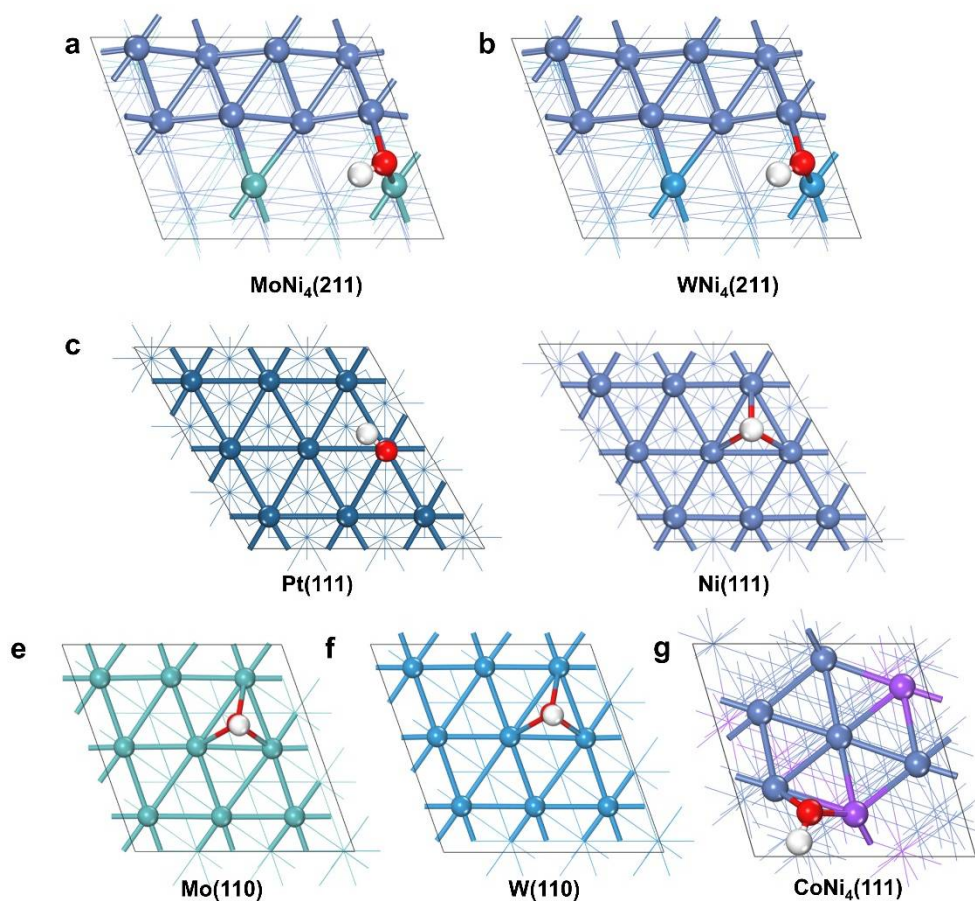 a
b
MoNi₄(211)
WNi₄(211)
c
Pt(111)
Ni(111)
e
f
g
Mo(110)
W(110)
CoNi₄(111)